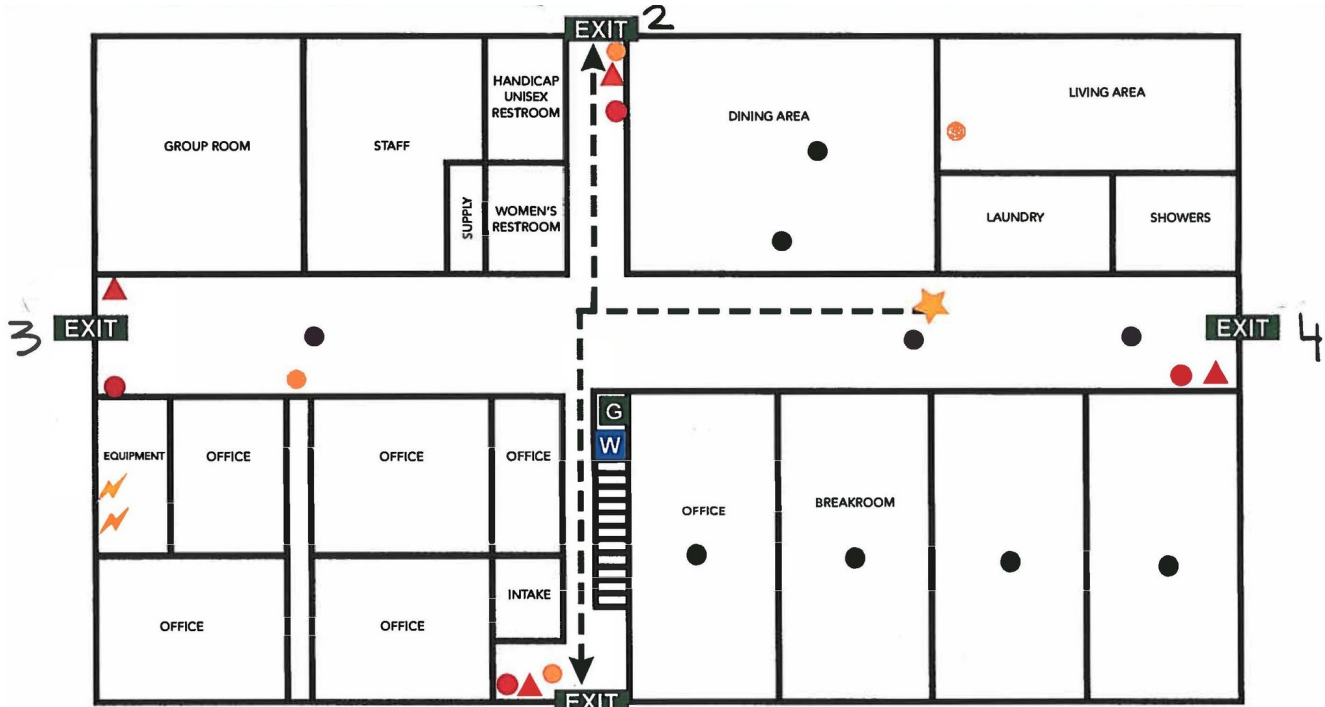 EXIT 2
HANDICAP
UNISEX
RESTROOM
GROUP ROOM
STAFF
SUPPLY
WOMEN'S
RESTROOM
DINING AREA
LIVING AREA
LAUNDRY
SHOWERS
3 EXIT
EXIT 4
EQUIPMENT
OFFICE
OFFICE
OFFICE
G
W
OFFICE
BREAKROOM
OFFICE
OFFICE
INTAKE
EXIT